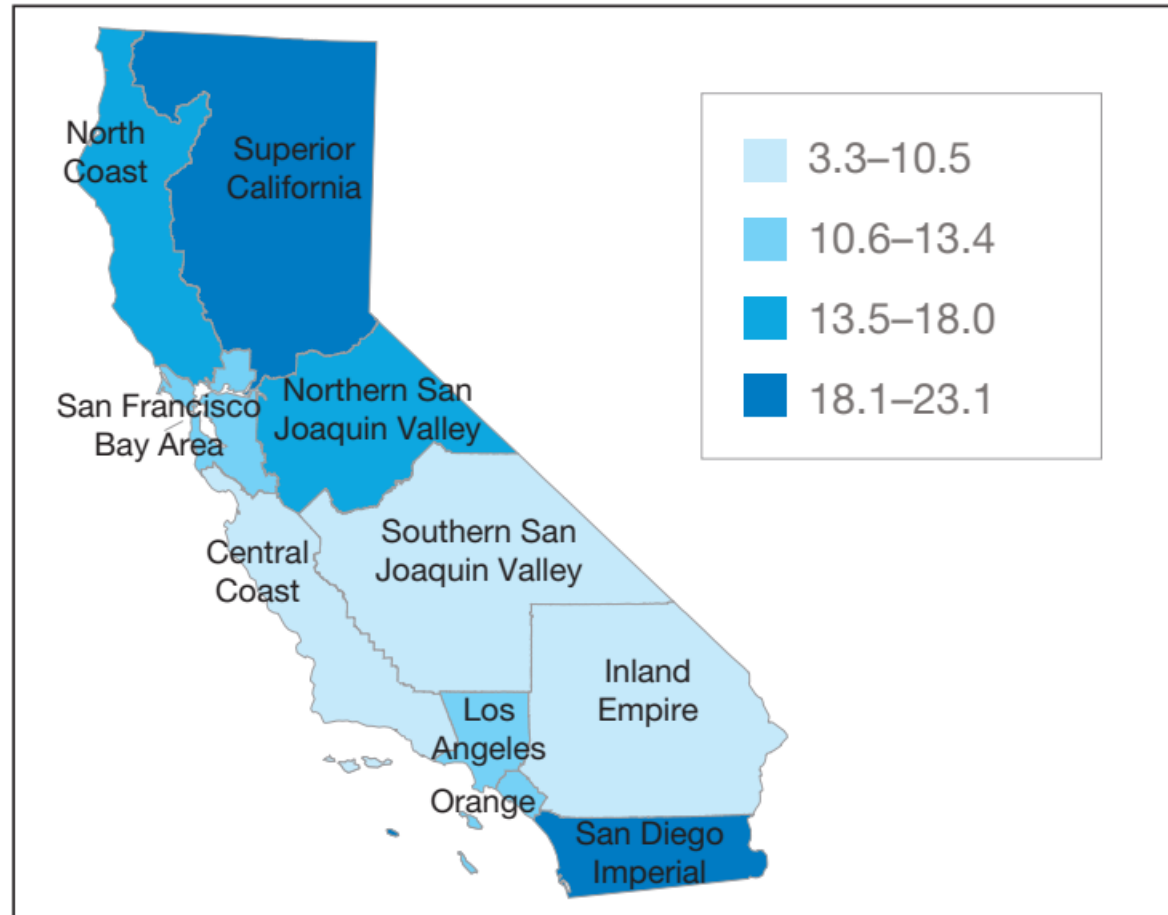 North
Coast
Superior
California
San Francisco
Bay Area
Northern San
Joaquin Valley
Central
Coast
Southern San
Joaquin Valley
Inland
Empire
Los
Angeles
Orange
San Diego
Imperial
3.3–10.5
10.6–13.4
13.5–18.0
18.1–23.1